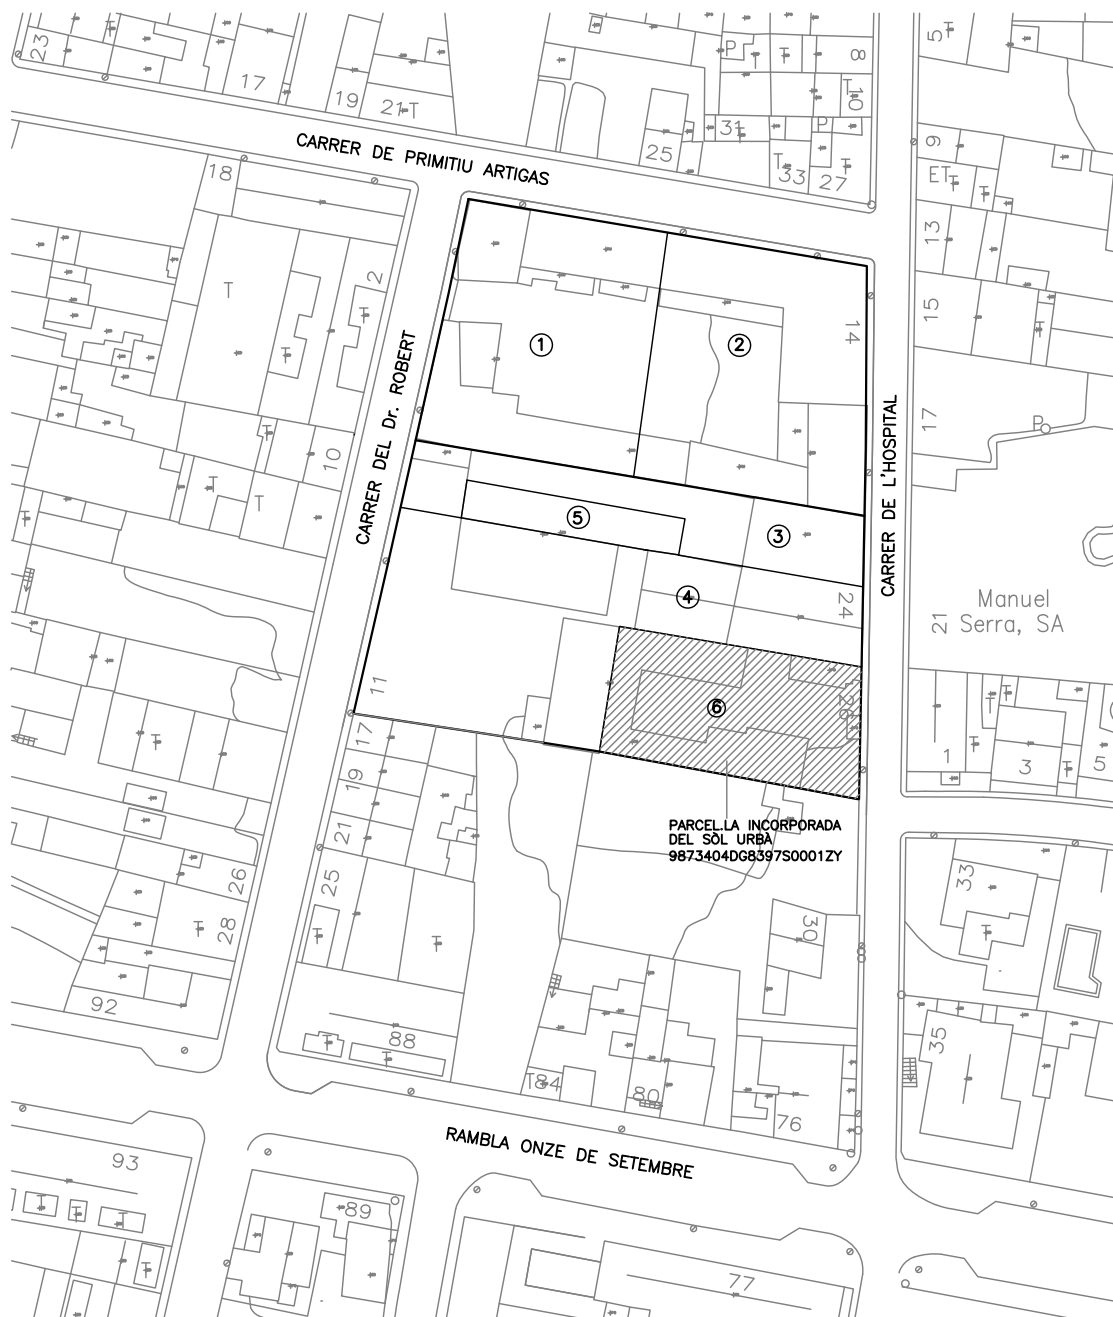 23
17
19
21T
T
T
P
T
8
T
10
31
25
T
33
P
T
27
5
T
9
ET
T
T
CARRER DE PRIMITIU ARTIGAS
18
2
T
T
T
13
15
T
14
1
2
CARRER DEL Dr. ROBERT
CARRER DE L'HOSPITAL
17
P
T
10
T
T
T
5
3
4
24
Manuel
Serra, SA
21
11
6
26
T
17
19
21
25
T
T
T
T
T
1
3
T
5
PARCEL.LA INCORPORADA
DEL SÒL URBÀ
9873404DG8397S0001ZY
26
28
T
92
30
33
T
35
T
88
T
T84
80
76
RAMBLA ONZE DE SETEMBRE
93
T
T
T
T
89
77